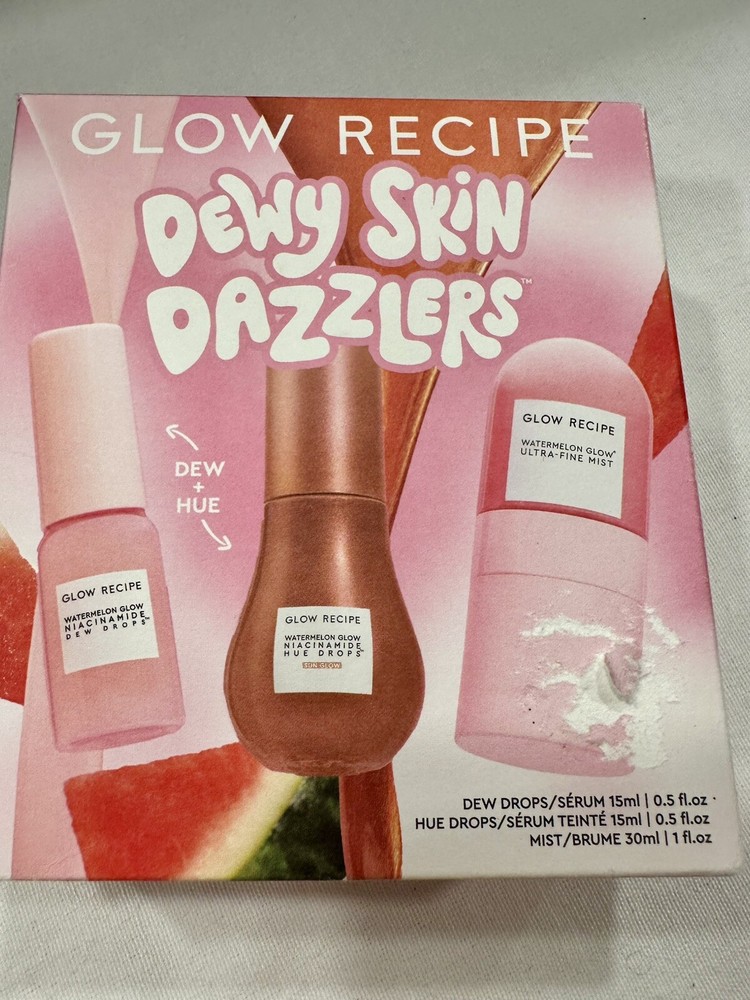 GLOW RECIPE
DEWY SKIN
DAZZLERS™
DEW
+
HUE
GLOW RECIPE
WATERMELON GLOW
NIACINAMIDE
DEW DROPS™
GLOW RECIPE
WATERMELON GLOW
NIACINAMIDE
HUE DROPS™
SUN GLOW
GLOW RECIPE
WATERMELON GLOW®
ULTRA-FINE MIST
DEW DROPS/SÉRUM 15ml | 0.5 fl.oz
HUE DROPS/SÉRUM TEINTÉ 15ml | 0.5 fl.oz
MIST/BRUME 30ml | 1 fl.oz